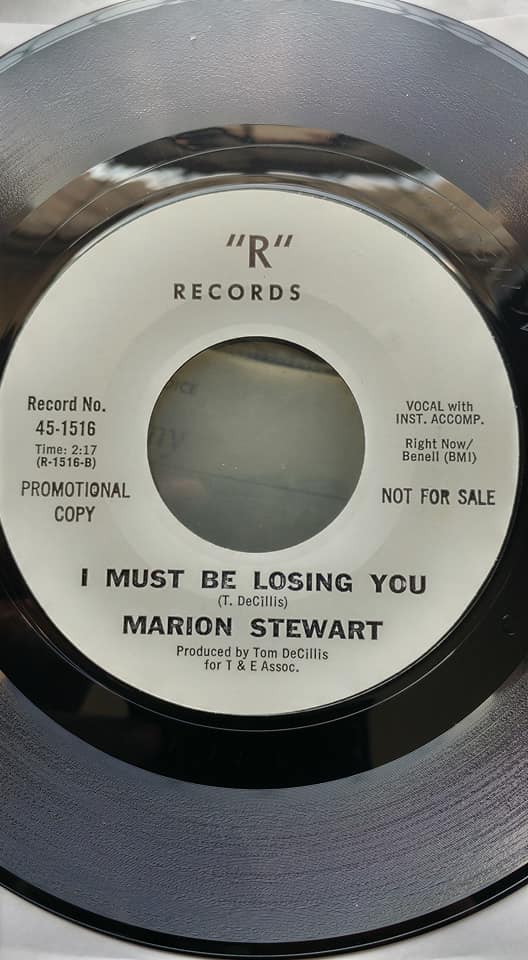 "R"
RECORDS
Record No.
45-1516
Time: 2:17
(R-1516-B)
PROMOTIONAL
COPY
VOCAL with
INST. ACCOMP.
Right Now/
Benell (BMI)
NOT FOR SALE
I MUST BE LOSING YOU
(T. DeCillis)
MARION STEWART
Produced by Tom DeCillis
for T & E Assoc.